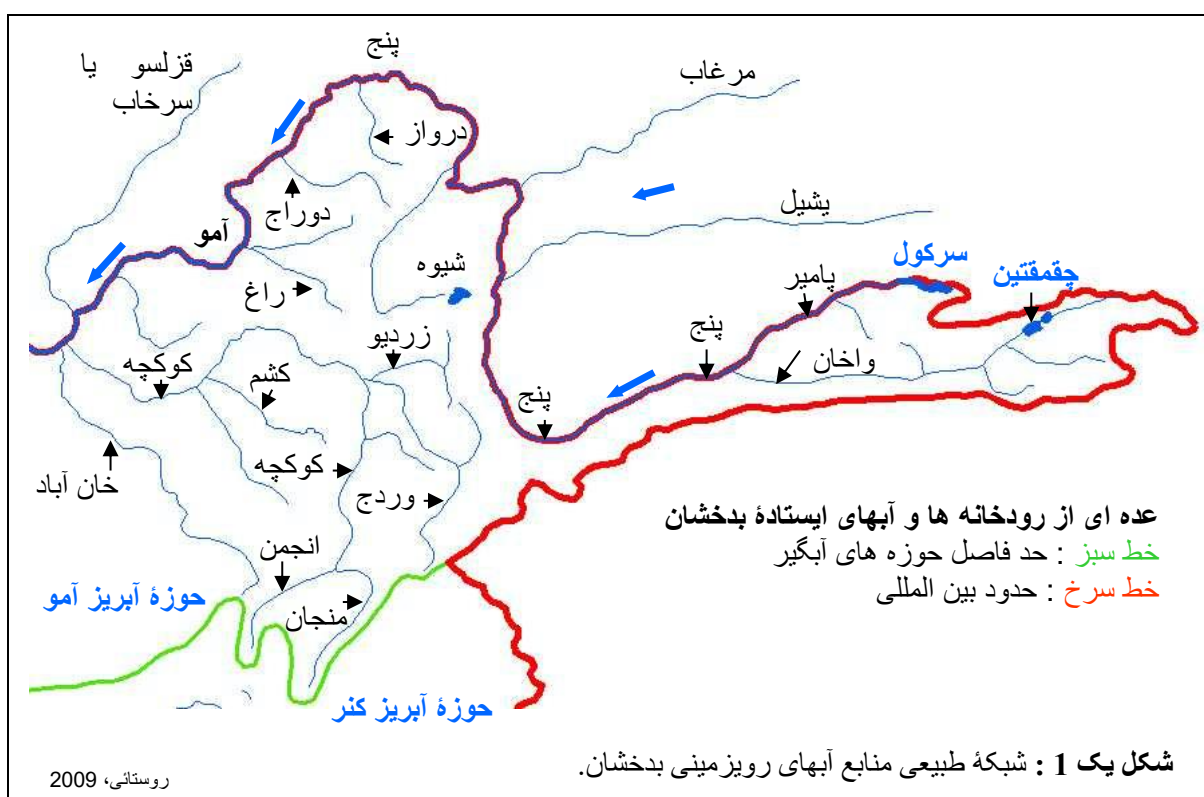 پنج
قزلسو یا
سرخاب
مرغاب
درواز
دوراج
یشیل
آمو
شیوه
سرکول
چقمقتین
راغ
پامیر
زردیو
پنج
واخان
کوکچه
کشم
پنج
خان آباد
کوکچه
وردج
عده ای از رودخانه ها و آبهای ایستادۀ بدخشان
خط سبز : حد فاصل حوزه های آبگیر
خط سرخ : حدود بین المللی
انجمن
حوزۀ آبریز آمو
منجان
حوزۀ آبریز کنر
شکل یک 1 : شبکۀ طبیعی منابع آبهای رویزمینی بدخشان.
روستائی، 2009